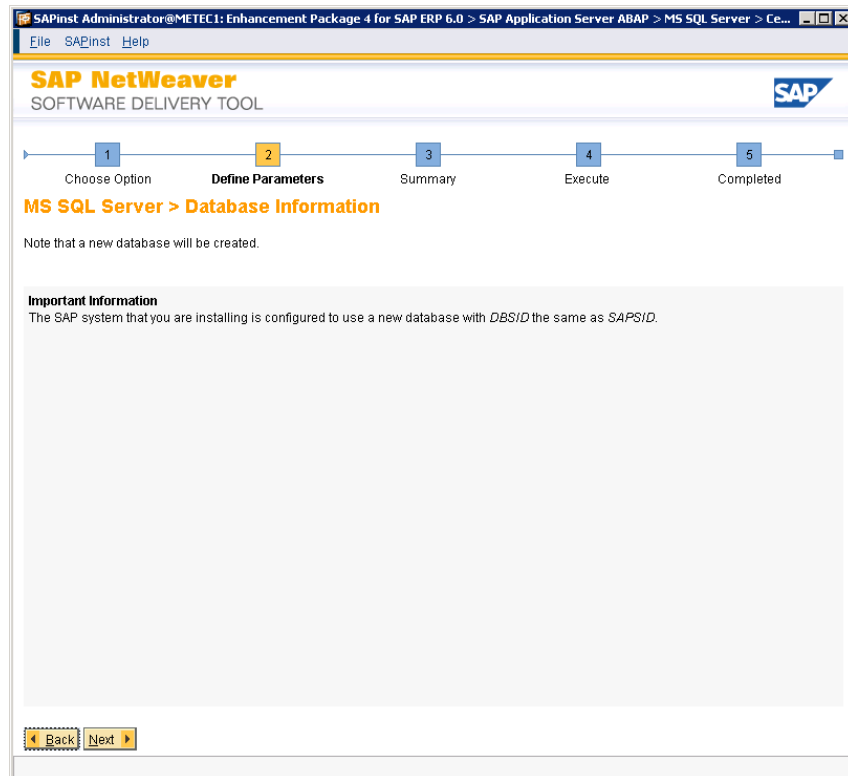 SAPinst Administrator@METEC1: Enhancement Package 4 for SAP ERP 6.0 > SAP Application Server ABAP > MS SQL Server > Ce...
File SAPinst Help
SAP NetWeaver
SOFTWARE DELIVERY TOOL
SAP
1 2 3 4 5
Choose Option Define Parameters Summary Execute Completed
MS SQL Server > Database Information
Note that a new database will be created.
Important Information
The SAP system that you are installing is configured to use a new database with DBSID the same as SAPSID.
Back Next